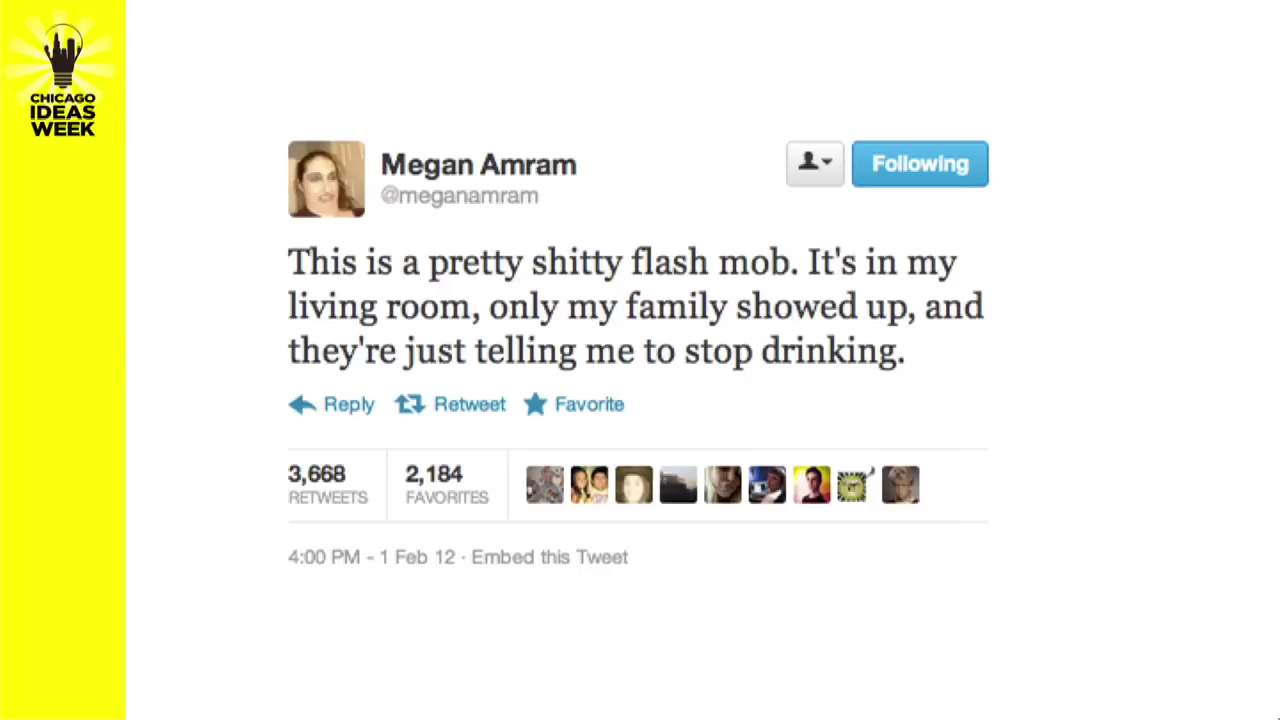 CHICAGO
IDEAS
WEEK
Megan Amram
@meganamram
Following
This is a pretty shitty flash mob. It's in my
living room, only my family showed up, and
they're just telling me to stop drinking.
Reply Retweet Favorite
3,668 2,184
RETWEETS FAVORITES
4:00 PM - 1 Feb 12 · Embed this Tweet